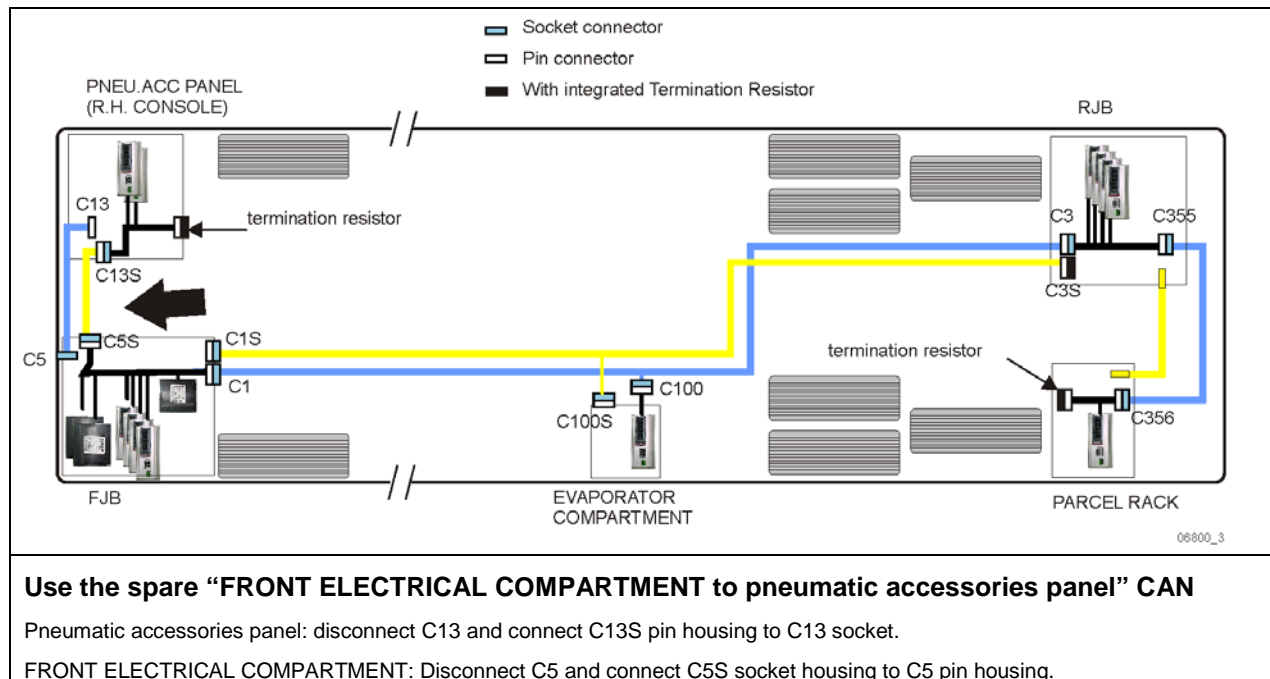 Socket connector
Pin connector
With integrated Termination Resistor
PNEU.ACC PANEL
(R.H. CONSOLE)
RJB
C13
termination resistor
C3
C355
C13S
C3S
C5
C5S
C1S
C1
termination resistor
C100
C100S
C356
FJB
EVAPORATOR
COMPARTMENT
PARCEL RACK
06800_3
Use the spare “FRONT ELECTRICAL COMPARTMENT to pneumatic accessories panel” CAN
Pneumatic accessories panel: disconnect C13 and connect C13S pin housing to C13 socket.
FRONT ELECTRICAL COMPARTMENT: Disconnect C5 and connect C5S socket housing to C5 pin housing.